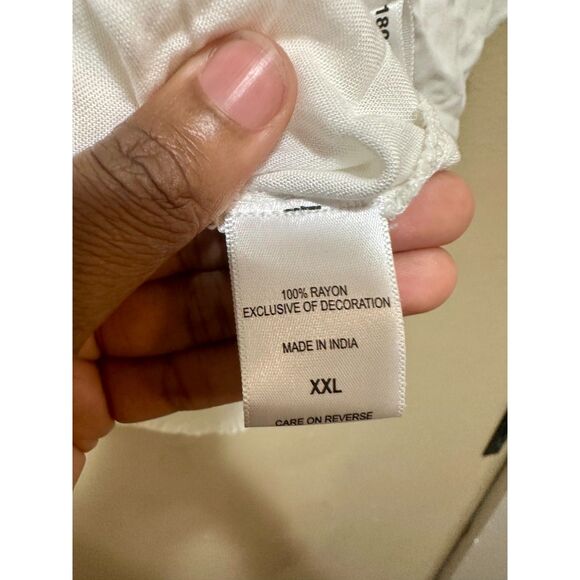 100% RAYON
EXCLUSIVE OF DECORATION
MADE IN INDIA
XXL
CARE ON REVERSE